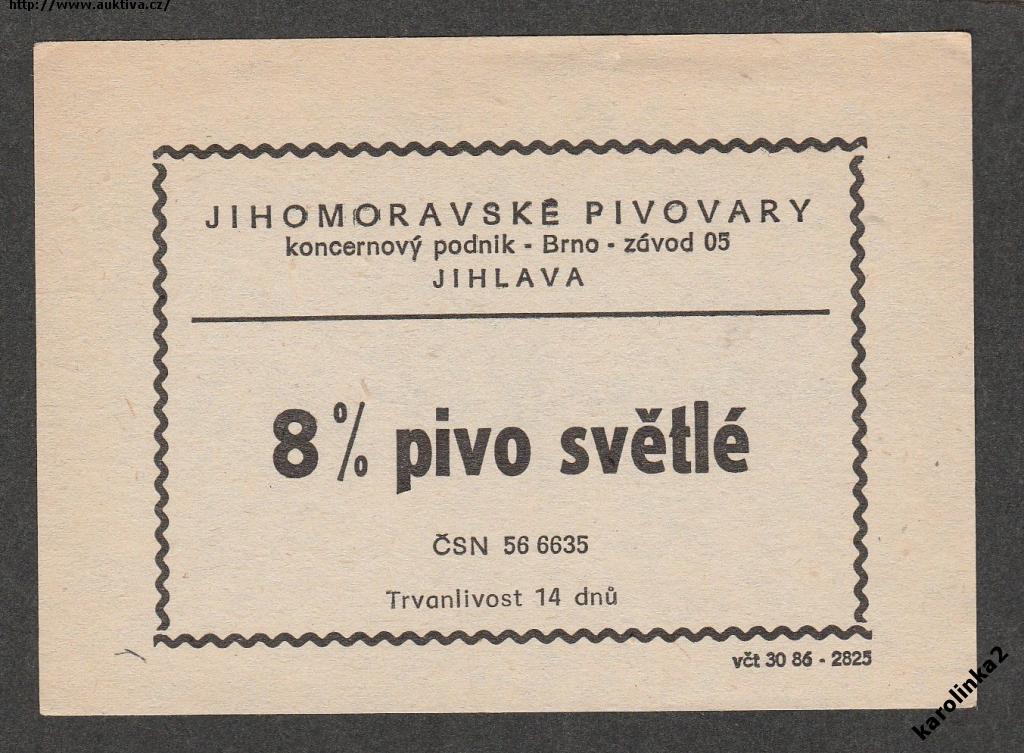 http://www.auktiva.cz/
JIHOMORAVSKÉ PIVOVARY
koncernový podnik - Brno - závod 05
JIHLAVA
8% pivo světlé
ČSN 56 6635
Trvanlivost 14 dnů
včt 30 86 - 2825
karolinka2